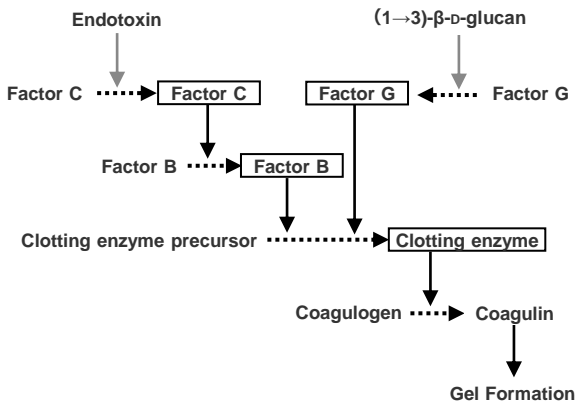 Endotoxin
(1→3)-β-D-glucan
Factor C
Factor C
Factor G
Factor G
Factor B
Factor B
Clotting enzyme precursor
Clotting enzyme
Coagulogen
Coagulin
Gel Formation